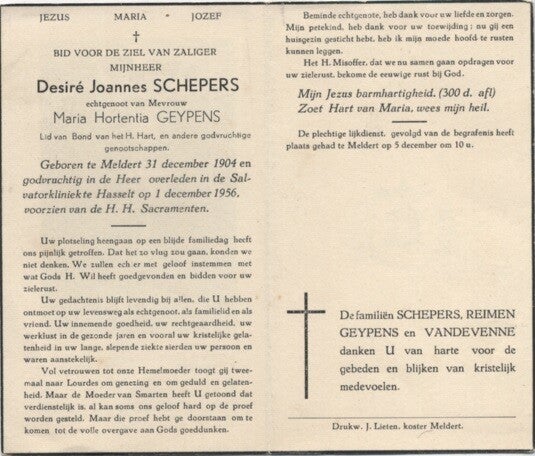 JEZUS MARIA - JOZEF
BID VOOR DE ZIEL VAN ZALIGER
MIJNHEER
Desiré Joannes SCHEPERS
echtgenoot van Mevrouw
Maria Hortentia GEYPENS
Lid van Bond van het H. Hart, en andere godvruchtige
genootschappen.
Geboren te Meldert 31 december 1904 en
godvruchtig in de Heer overleden in de Sal-
vatorkliniek te Hasselt op 1 december 1956,
voorzien van de H. H. Sacramenten.
Uw plotseling heengaan op een blijde familiedag heeft
ons pijnlijk getroffen. Dat het zo vlug zou gaan, konden we
niet denken. We zullen echter met geloof instemmen met
wat Gods H. Wil heeft goedgevonden en bidden voor uw
zielerust.
Uw gedachtenis blijft levendig bij allen, die U hebben
ontmoet op uw levensweg als echtgenoot, als familielid en als
vriend. Uw innemende goedheid, uw rechtgeaardheid, uw
werklust in de gezonde jaren en vooral uw kristelijke ge-
latenheid in uw lange, slepende ziekte sierden uw persoon en
waren aanstekelijk.
Vol vetrouwen tot onze Hemelmoeder toogt gij twee-
maal naar Lourdes om genezing en om geduld en gelaten-
heid. Maar de Moeder van Smarten heeft U getoond dat
verdienstelijk is, al kan soms ons geloof hard op de proef
worden gesteld. Maar die proef hebt ge doorstaan om te
komen tot de volle overgave aan Gods goeddunken.
Beminde echtgenote, heb dank voor uw liefde en zorgen.
Mijn petekind, heb dank voor uw toewijding; nu gij een
huisgezin gesticht hebt, heb ik mijn moede hoofd te rusten
kunnen leggen.
Het H. Misoffer, dat we nu samen gaan opdragen voor
uw zielerust, bekome de eeuwige rust bij God.
Mijn Jezus barmhartigheid. (300 d. afl)
Zoet Hart van Maria, wees mijn heil.
De plechtige lijkdienst, gevolgd van de begrafenis heeft
plaats gehad te Meldert op 5 december om 10 u.
De familiën SCHEPERS, REIMEN
GEYPENS en VANDEVENNE
danken U van harte voor de
gebeden en blijken van kristelijk
medevoelen.
Drukw. J. Lieten, koster Meldert.